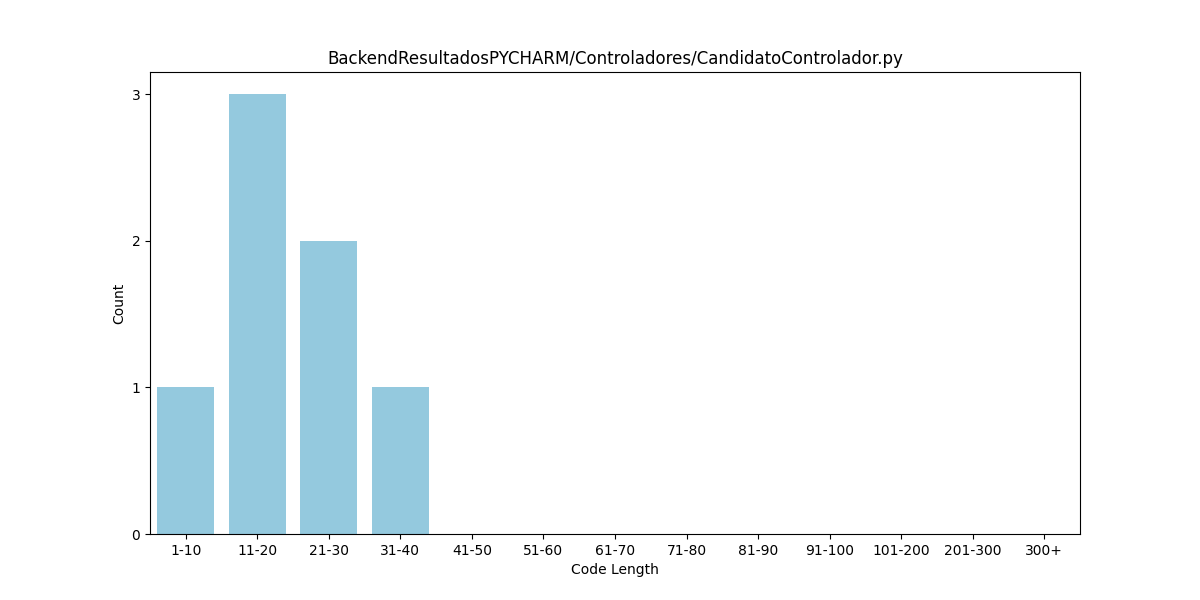 BackendResultadosPYCHARM/Controladores/CandidatoControlador.py
3
2
1
0
Count
1-10 11-20 21-30 31-40 41-50 51-60 61-70 71-80 81-90 91-100 101-200 201-300 300+
Code Length